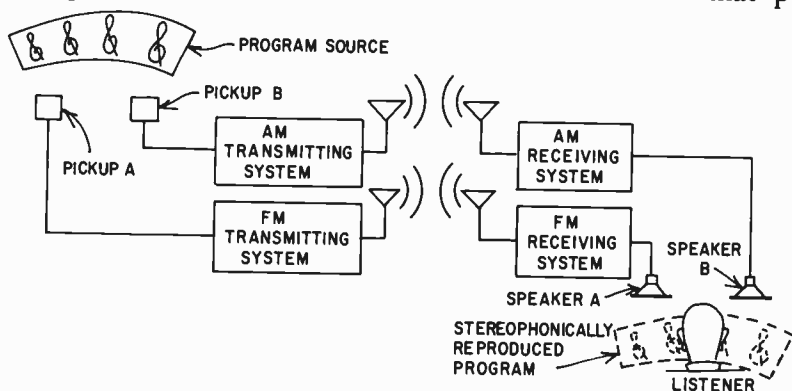 PROGRAM SOURCE
PICKUP B
PICKUP A
AM
TRANSMITTING
SYSTEM
AM
RECEIVING
SYSTEM
FM
TRANSMITTING
SYSTEM
FM
RECEIVING
SYSTEM
SPEAKER
B
SPEAKER A
STEREOPHONICALLY
REPRODUCED
PROGRAM
LISTENER